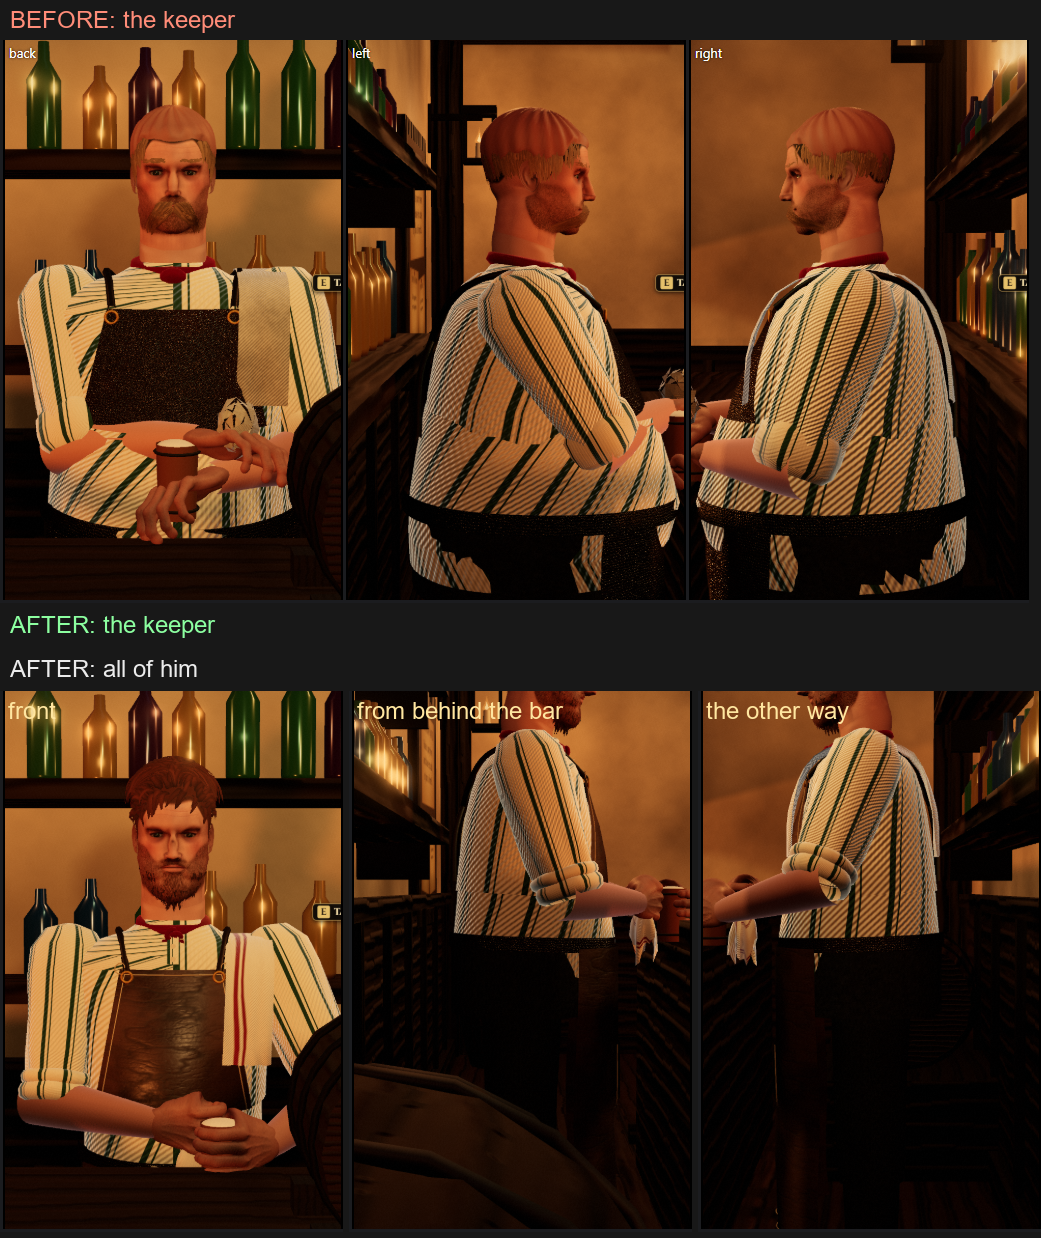 BEFORE: the keeper
back
left
right
E
E
E
AFTER: the keeper
AFTER: all of him
front
from behind the bar
the other way
E